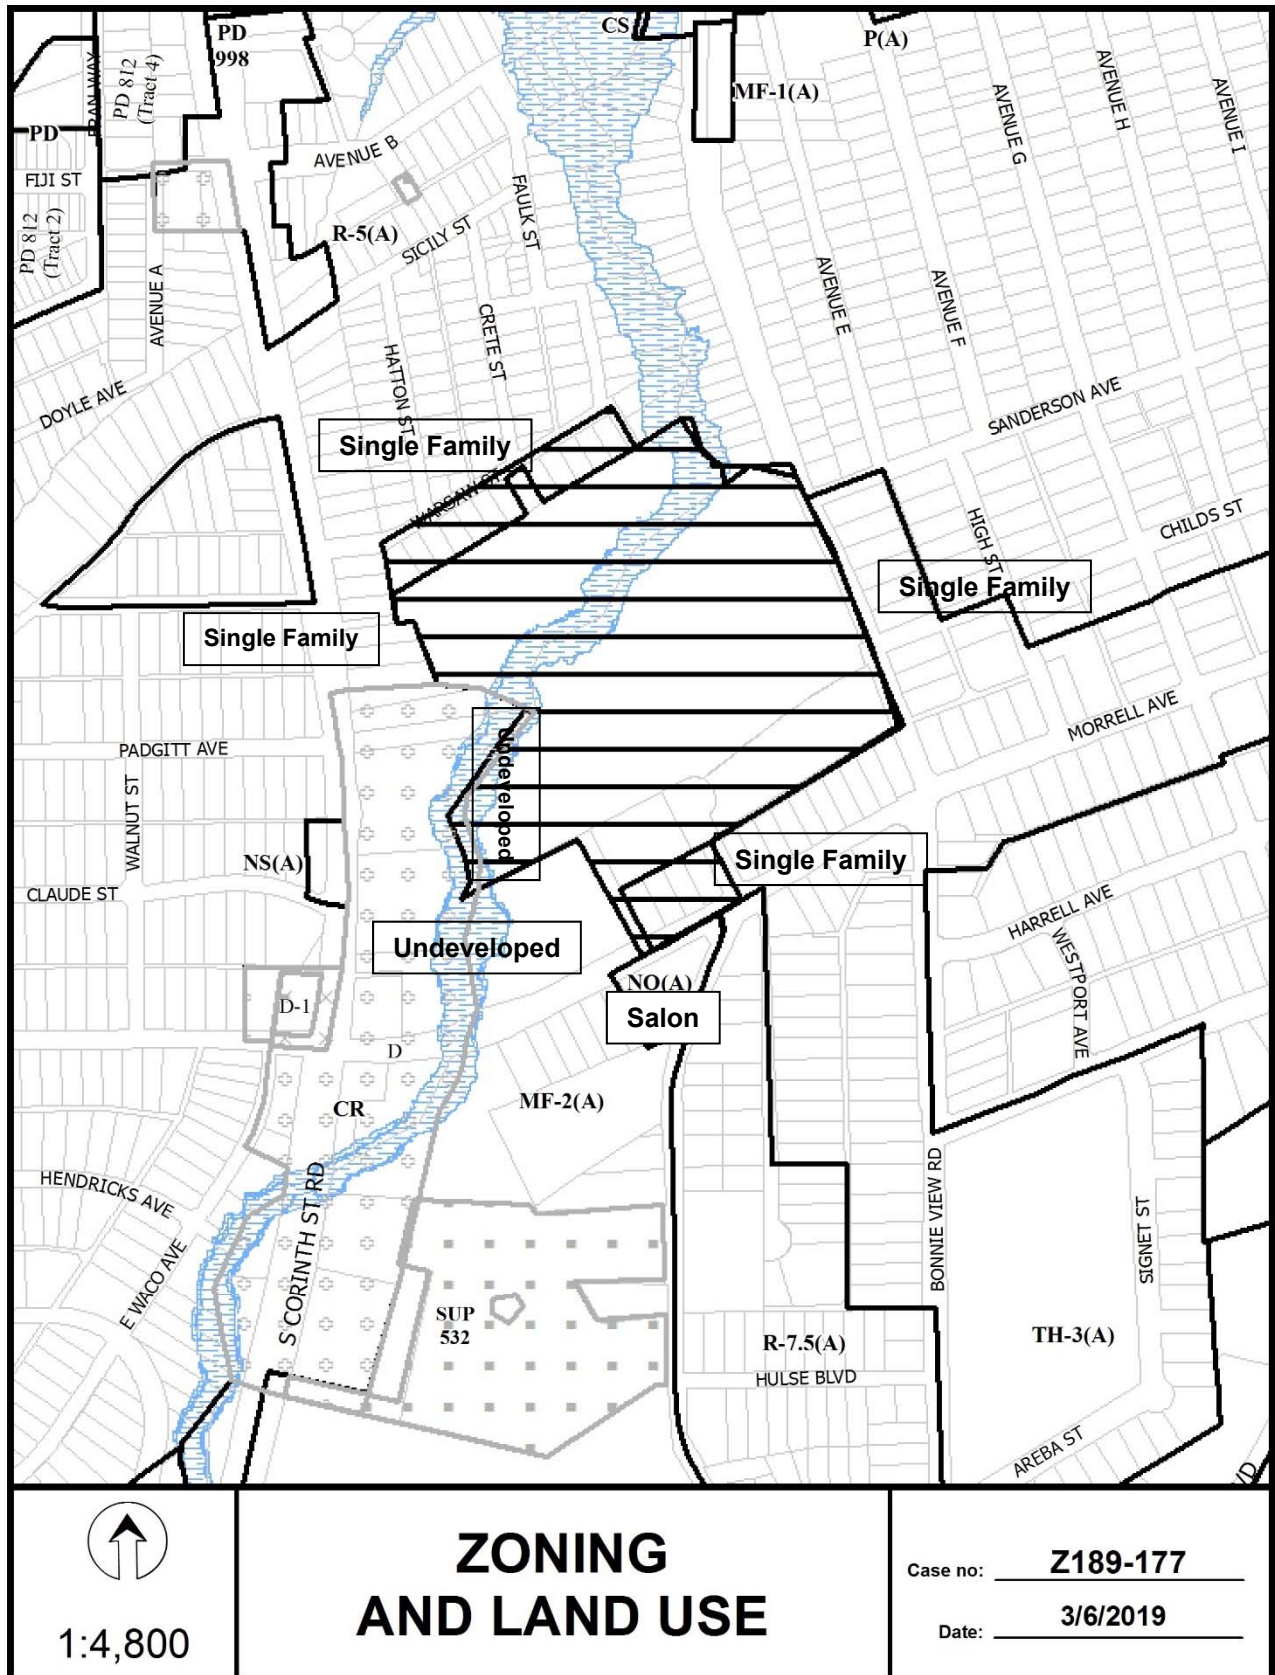 PD
998
CS
P(A)
PD 812
(Tract 4)
MF-1(A)
AVENUE G
AVENUE H
AVENUE I
PD
AVENUE B
FIJI ST
FAULK ST
PD 812
(Tract 2)
R-5(A)
SICILY ST
AVENUE A
AVENUE E
AVENUE F
CRETE ST
HATTON ST
DOYLE AVE
SANDERSON AVE
Single Family
WARSAW ST
HIGH ST
CHILDS ST
Single Family
Single Family
MORRELL AVE
PADGITT AVE
Undeveloped
WALNUT ST
NS(A)
Single Family
CLAUDE ST
HARRELL AVE
WESTPORT AVE
Undeveloped
NO(A)
D-1
Salon
D
CR
MF-2(A)
HENDRICKS AVE
S CORINTH ST RD
BONNIE VIEW RD
SIGNET ST
E WACO AVE
SUP
532
R-7.5(A)
TH-3(A)
HULSE BLVD
AREBA ST
1:4,800
ZONING
AND LAND USE
Case no: Z189-177
Date: 3/6/2019